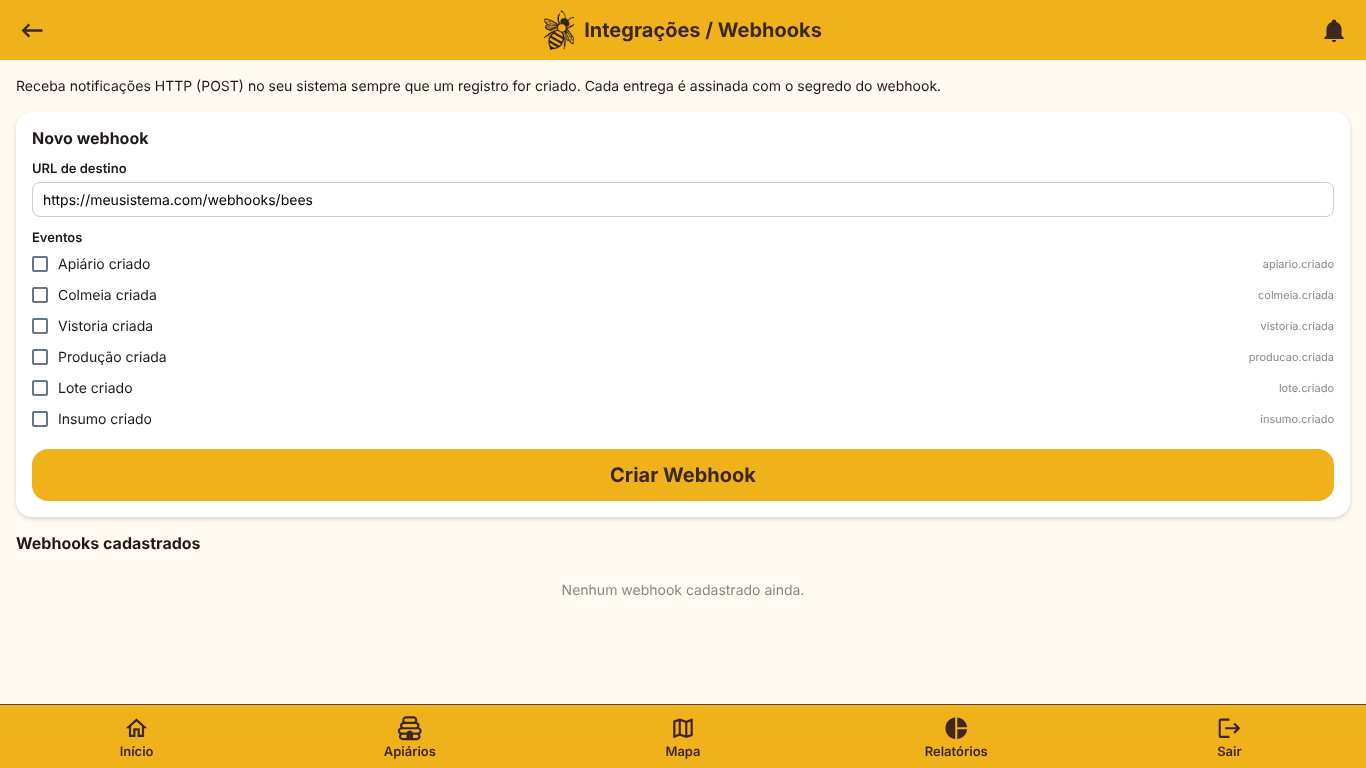 Integrações / Webhooks
Receba notificações HTTP (POST) no seu sistema sempre que um registro for criado. Cada entrega é assinada com o segredo do webhook.
Novo webhook
URL de destino
https://meusistema.com/webhooks/bees
Eventos
Apiário criado apiario.criado
Colmeia criada colmeia.criada
Vistoria criada vistoria.criada
Produção criada producao.criada
Lote criado lote.criado
Insumo criado insumo.criado
Criar Webhook
Webhooks cadastrados
Nenhum webhook cadastrado ainda.
Início Apiários Mapa Relatórios Sair